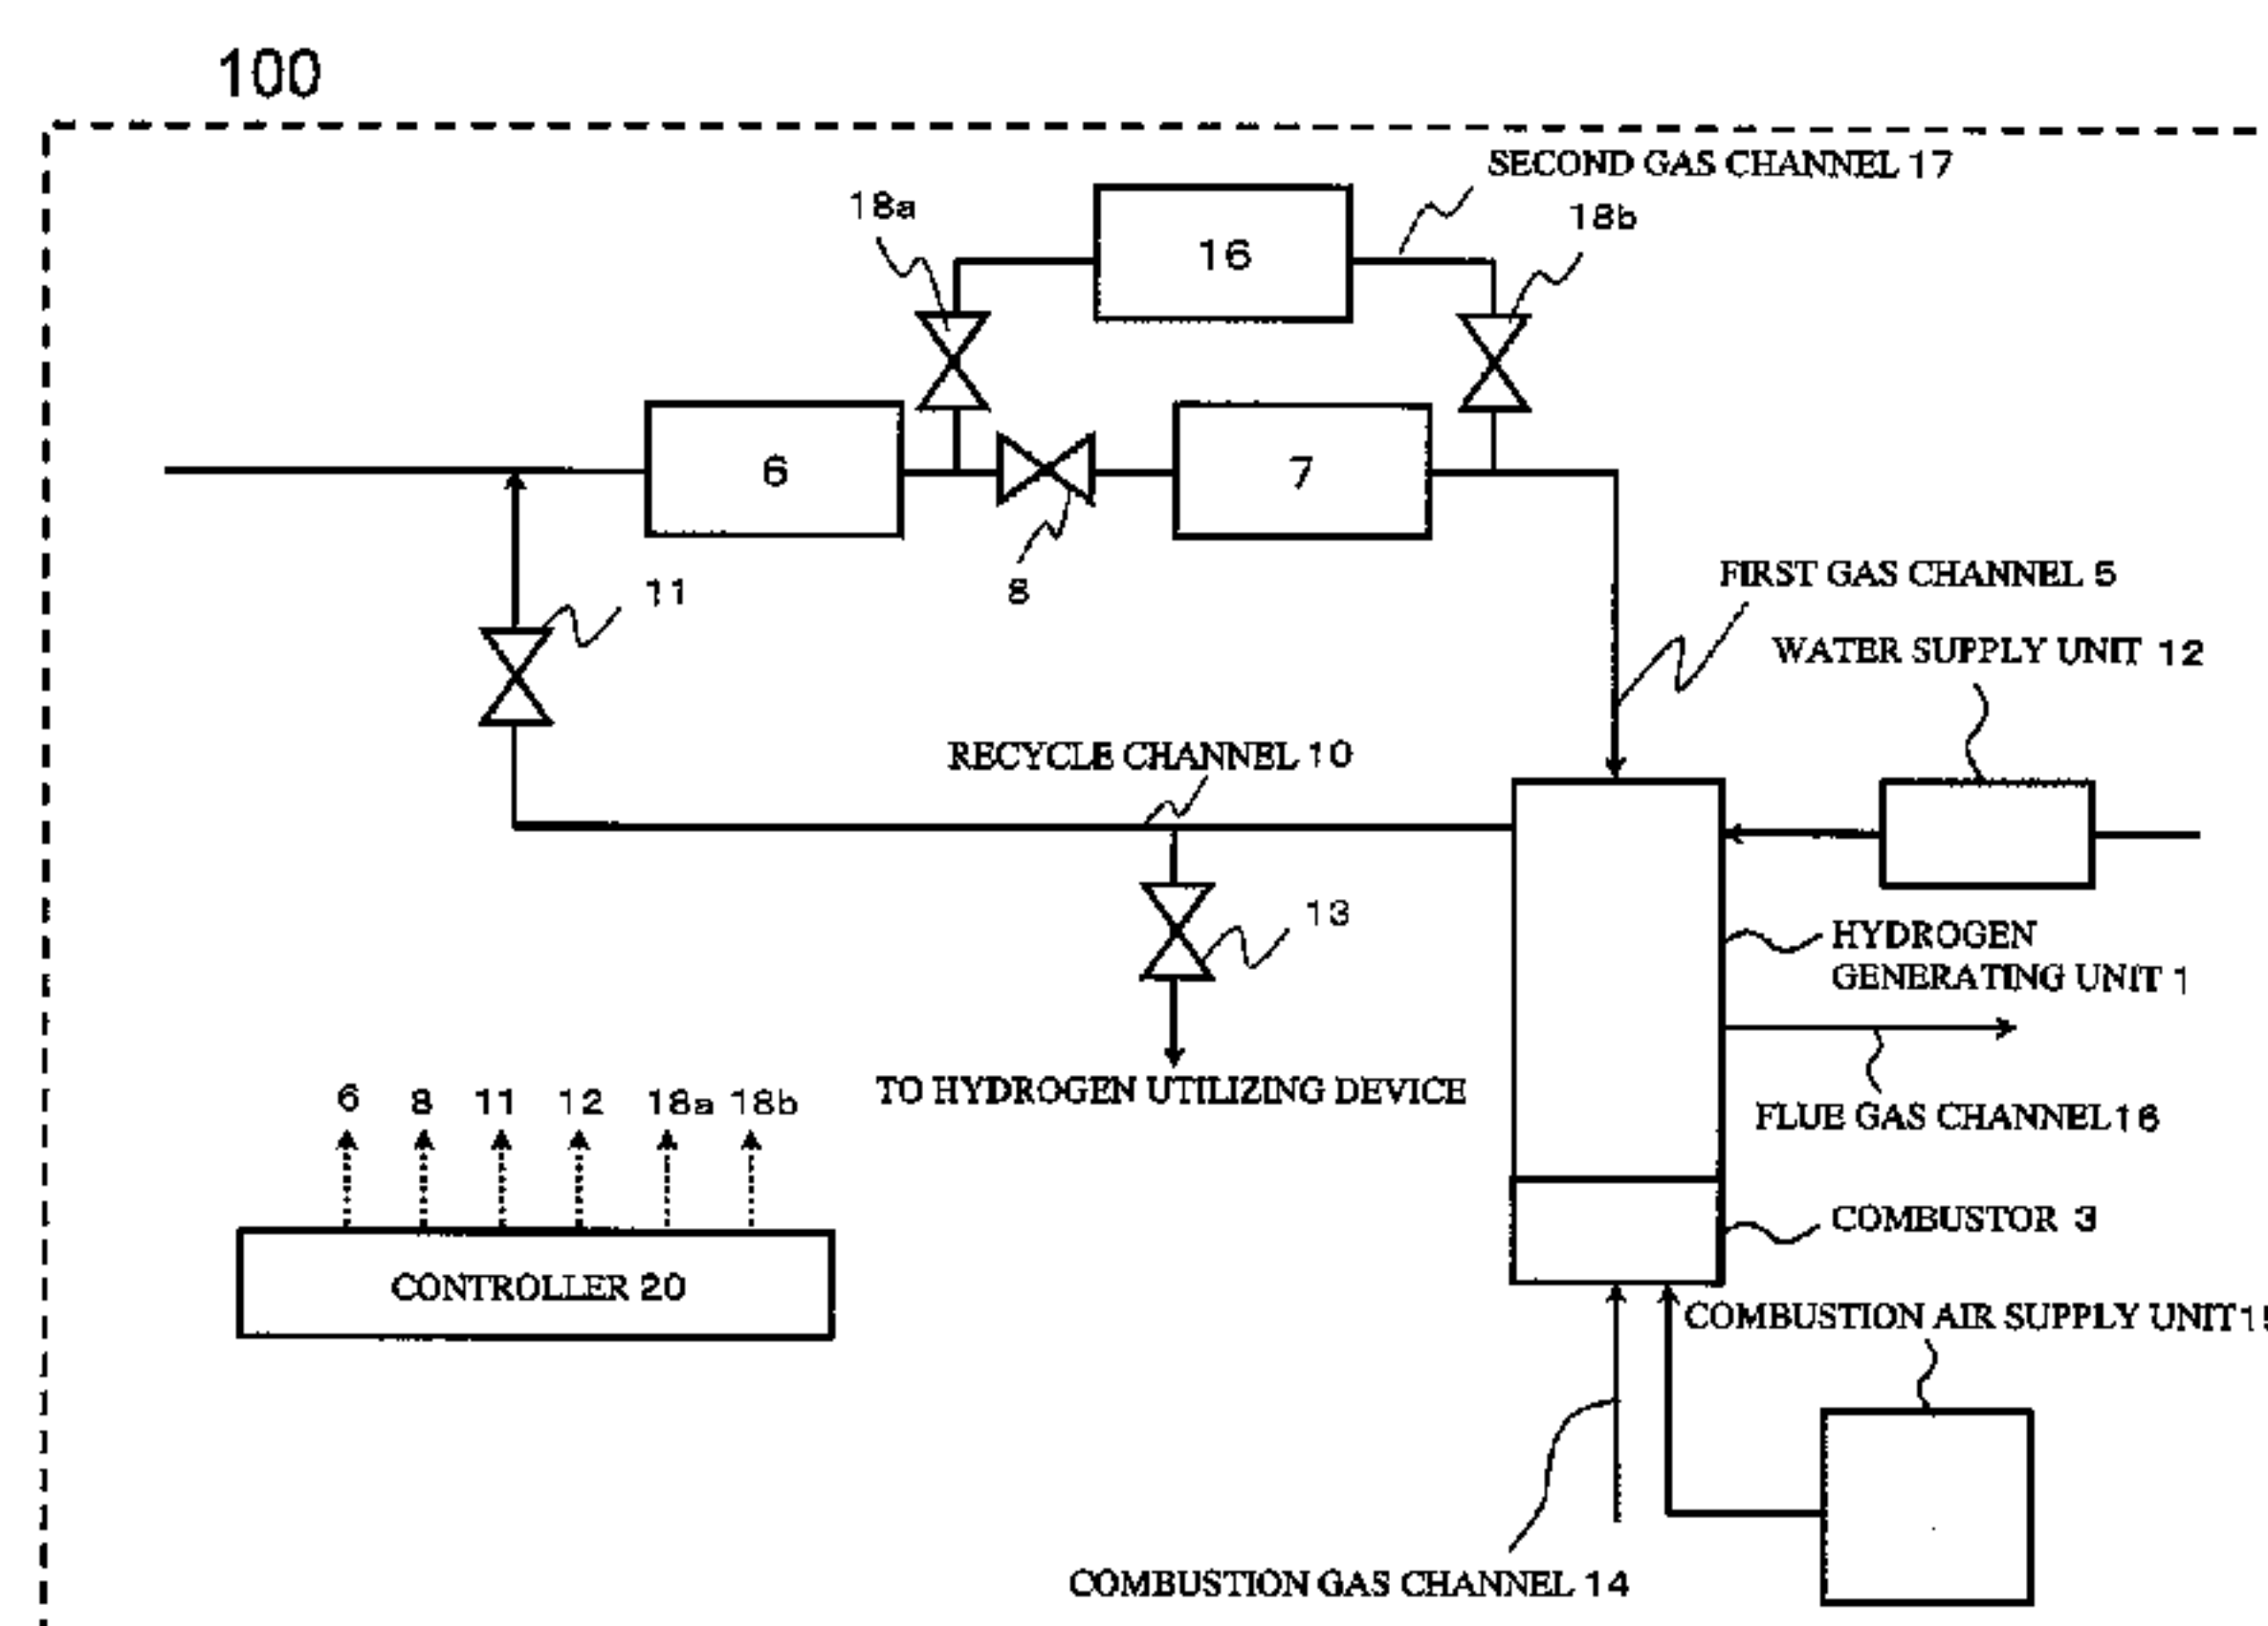 100
SECOND GAS CHANNEL 17
18a
18b
16
6
7
8
11
FIRST GAS CHANNEL 5
WATER SUPPLY UNIT 12
RECYCLE CHANNEL 10
13
HYDROGEN
GENERATING UNIT 1
TO HYDROGEN UTILIZING DEVICE
FLUE GAS CHANNEL 16
6 8 11 12 18a 18b
COMBUSTOR 3
CONTROLLER 20
COMBUSTION AIR SUPPLY UNIT 15
COMBUSTION GAS CHANNEL 14